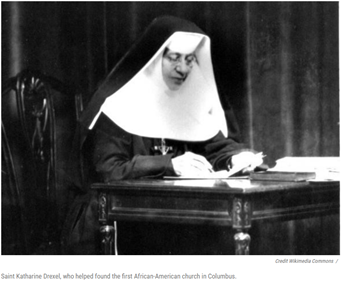 Credit Wikimedia Commons /
Saint Katharine Drexel, who helped found the first African-American church in Columbus.